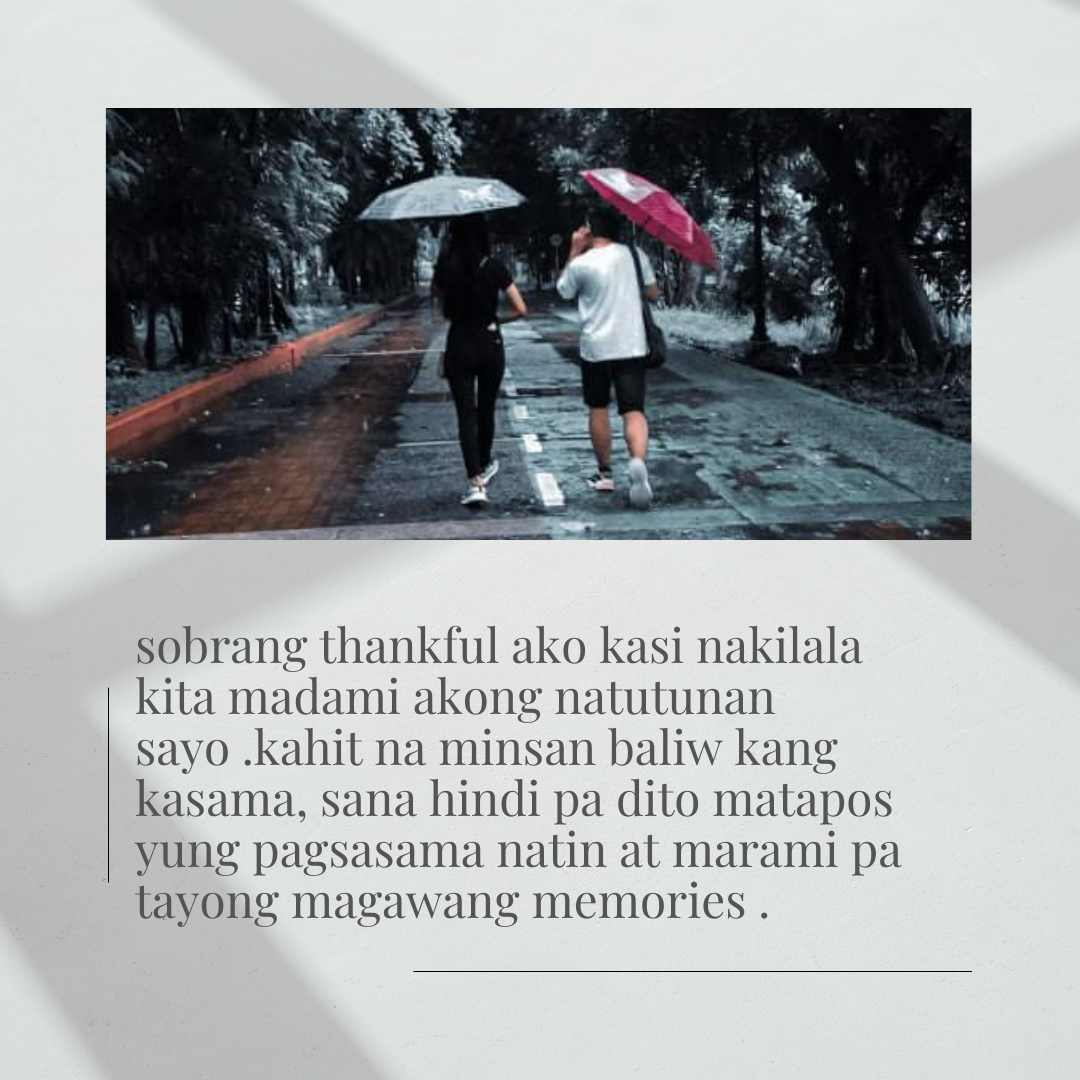 sobrang thankful ako kasi nakilala
kita madami akong natutunan
sayo .kahit na minsan baliw kang
kasama, sana hindi pa dito matapos
yung pagsasama natin at marami pa
tayong magawang memories .